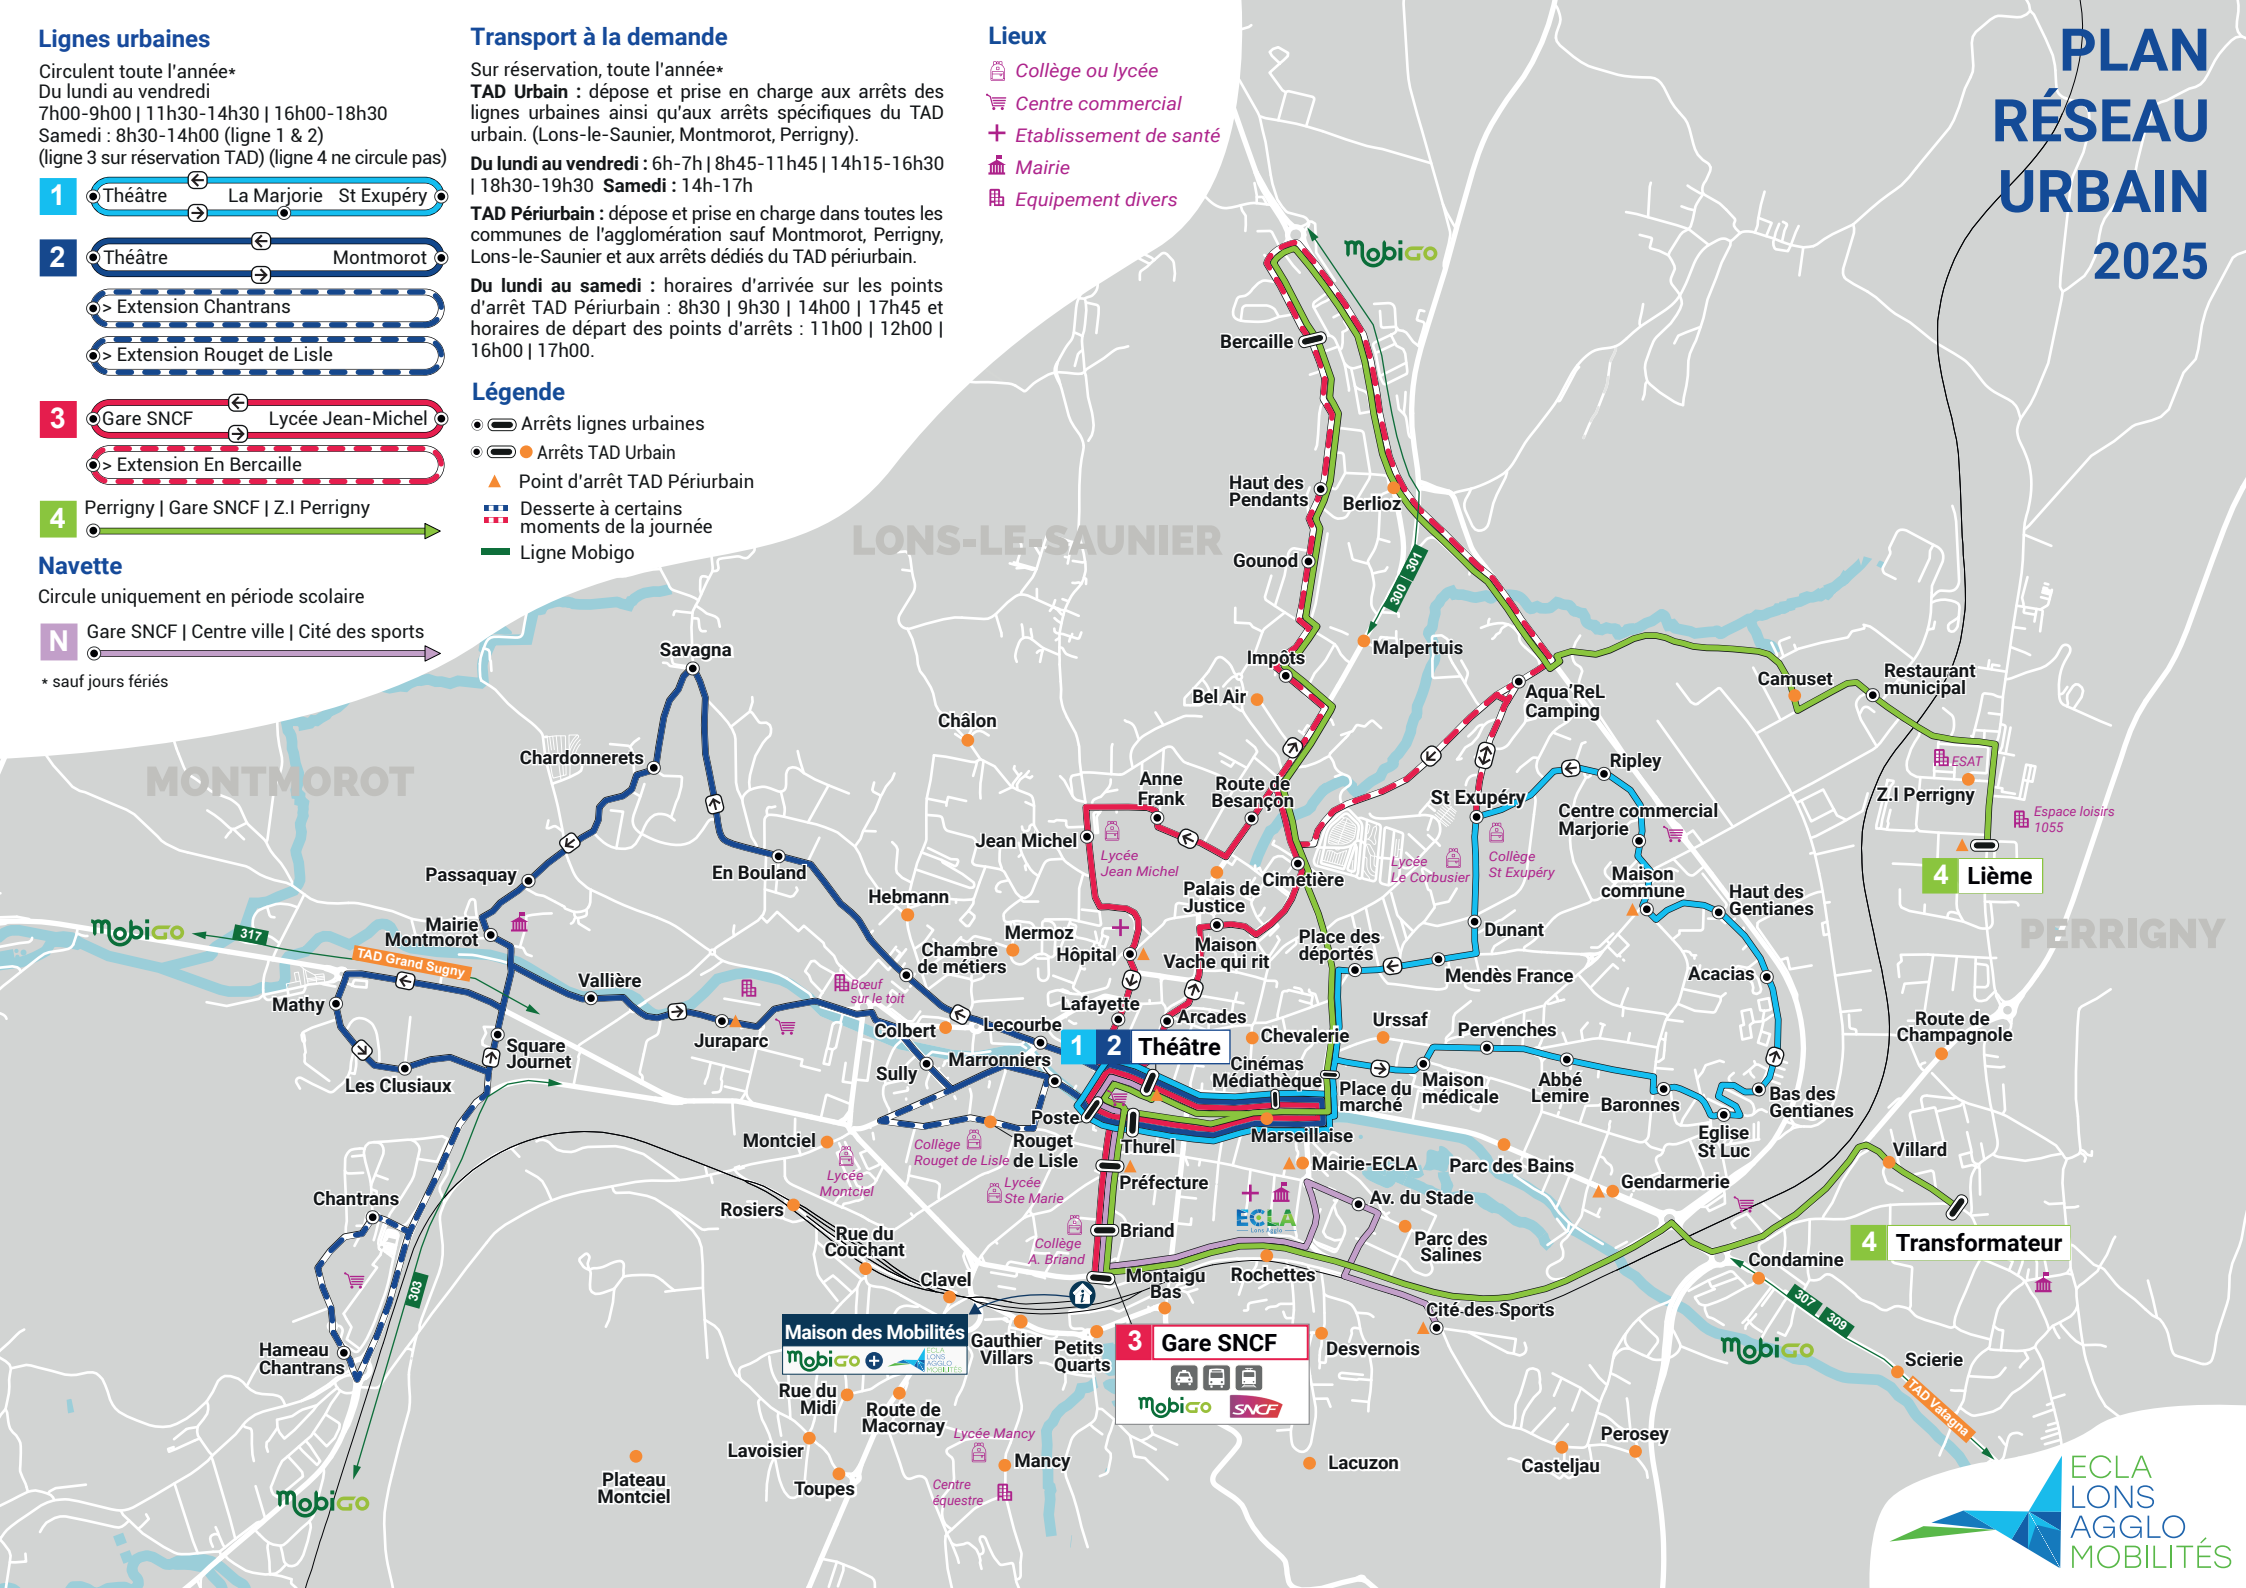 Lignes urbaines
Circulent toute l'année*
Du lundi au vendredi
7h00-9h00 | 11h30-14h30 | 16h00-18h30
Samedi : 8h30-14h00 (ligne 1 & 2)
(ligne 3 sur réservation TAD) (ligne 4 ne circule pas)
1 Théâtre La Marjorie St Exupéry
2 Théâtre Montmorot
> Extension Chantrans
> Extension Rouget de Lisle
3 Gare SNCF Lycée Jean-Michel
> Extension En Bercaille
4 Perrigny | Gare SNCF | Z.I Perrigny
Navette
Circule uniquement en période scolaire
N Gare SNCF | Centre ville | Cité des sports
* sauf jours fériés
Transport à la demande
Sur réservation, toute l'année*
TAD Urbain : dépose et prise en charge aux arrêts des
lignes urbaines ainsi qu'aux arrêts spécifiques du TAD
urbain. (Lons-le-Saunier, Montmorot, Perrigny).
Du lundi au vendredi : 6h-7h | 8h45-11h45 | 14h15-16h30
| 18h30-19h30 Samedi : 14h-17h
TAD Périurbain : dépose et prise en charge dans toutes les
communes de l'agglomération sauf Montmorot, Perrigny,
Lons-le-Saunier et aux arrêts dédiés du TAD périurbain.
Du lundi au samedi : horaires d'arrivée sur les points
d'arrêt TAD Périurbain : 8h30 | 9h30 | 14h00 | 17h45 et
horaires de départ des points d'arrêts : 11h00 | 12h00 |
16h00 | 17h00.
Légende
Arrêts lignes urbaines
Arrêts TAD Urbain
Point d'arrêt TAD Périurbain
Desserte à certains
moments de la journée
Ligne Mobigo
Lieux
Collège ou lycée
Centre commercial
Etablissement de santé
Mairie
Equipement divers
PLAN
RÉSEAU
URBAIN
2025
mobigo
Bercaille
Haut des
Pendants
Berlioz
LONS-LE-SAUNIER
Gounod
300 | 301
Malpertuis
Impôts
Bel Air
Savagna
Châlon
Chardonnerets
MONTMOROT
Aqua'ReL
Camping
Camuset
Restaurant
municipal
ESAT
Z.I Perrigny
Espace loisirs
1055
4 Lième
PERRIGNY
Anne
Frank
Route de
Besançon
St Exupéry
Ripley
Centre commercial
Marjorie
Jean Michel
Lycée
Jean Michel
Palais de
Justice
Cimetière
Lycée
Le Corbusier
Collège
St Exupéry
Maison
commune
Haut des
Gentianes
En Bouland
Passaquay
Hebmann
Mairie
Montmorot
mobigo
317
TAD Grand Sugny
Mathy
Vallière
Chambre
de métiers
Mermoz
Hôpital
Maison
Vache qui rit
Place des
déportés
Dunant
Mendès France
Acacias
Bœuf
sur le toit
Juraparc
Colbert
Lecourbe
Lafayette
Arcades
Chevalerie
Urssaf
Pervenches
Route de
Champagnole
Square
Journet
Les Clusiaux
Marronniers
Sully
1 2 Théâtre
Cinémas
Médiathèque
Place du
marché
Maison
médicale
Abbé
Lemire
Baronnes
Bas des
Gentianes
Eglise
St Luc
Poste
Thurel
Marseillaise
Montciel
Lycée
Montciel
Collège
Rouget de Lisle
Rouget
de Lisle
Lycée
Ste Marie
Préfecture
Mairie-ECLA
Parc des Bains
Gendarmerie
Villard
Chantrans
Rosiers
Rue du
Couchant
Collège
A. Briand
Briand
ECLA
Lons Agglo
Av. du Stade
Parc des
Salines
4 Transformateur
Condamine
Clavel
Montaigu
Bas
Rochettes
Cité des Sports
303
307 | 309
Hameau
Chantrans
Maison des Mobilités
mobigo +
ECLA
LONS
AGGLO
MOBILITÉS
Gauthier
Villars
Petits
Quarts
3 Gare SNCF
mobigo SNCF
Desvernois
mobigo
Scierie
TAD Vatagna
Rue du
Midi
Route de
Macornay
Lavoisier
Lycée Mancy
Mancy
Centre
équestre
Toupes
Plateau
Montciel
mobigo
Lacuzon
Casteljau
Perosey
ECLA
LONS
AGGLO
MOBILITÉS